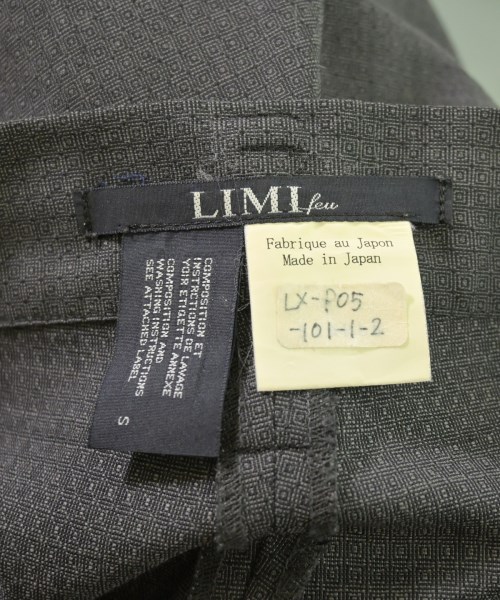 LIMI feu
COMPOSITION ET
INSTRUCTIONS DE LAVAGE
VOIR ETIQUETTE ANNEXE
COMPOSITION AND
WASHING INSTRUCTIONS
SEE ATTACHED LABEL
S
Fabrique au Japon
Made in Japan
LX-P05
-101-1-2